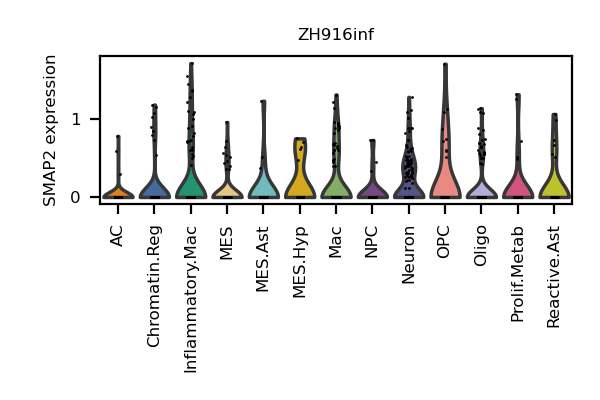 ZH916inf
SMAP2 expression
1
0
AC
Chromatin.Reg
Inflammatory.Mac
MES
MES.Ast
MES.Hyp
Mac
NPC
Neuron
OPC
Oligo
Prolif.Metab
Reactive.Ast